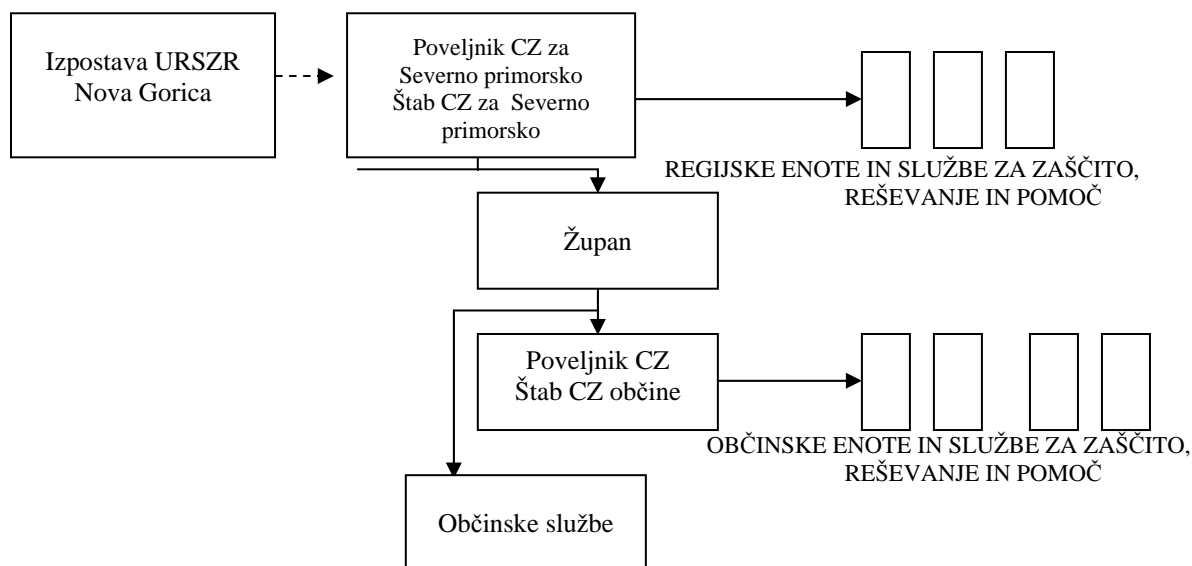 Izpostava URSZR
Nova Gorica
Poveljnik CZ za
Severno primorsko
Štab CZ za Severno
primorsko
REGIJSKE ENOTE IN SLUŽBE ZA ZAŠČITO,
REŠEVANJE IN POMOČ
Župan
Poveljnik CZ
Štab CZ občine
OBČINSKE ENOTE IN SLUŽBE ZA ZAŠČITO,
REŠEVANJE IN POMOČ
Občinske službe